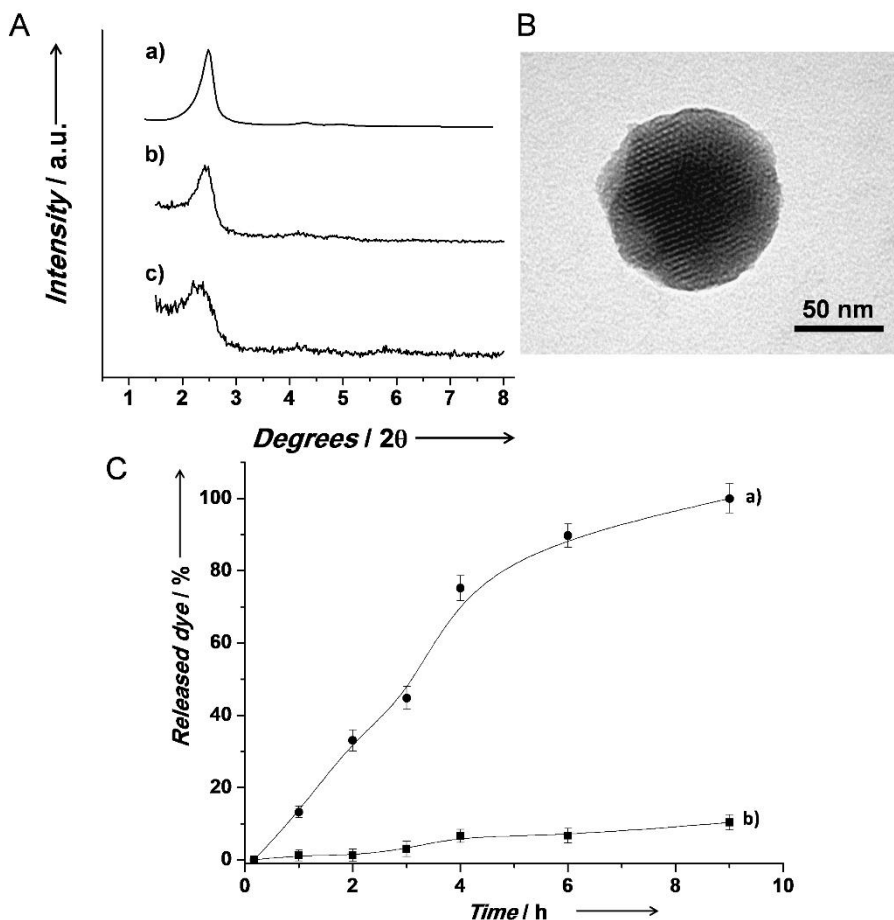 A
Intensity / a.u.
a)
b)
c)
1 2 3 4 5 6 7 8
Degrees / 2θ
B
50 nm
C
Released dye / %
100
80
60
40
20
0
a)
b)
0 2 4 6 8 10
Time / h